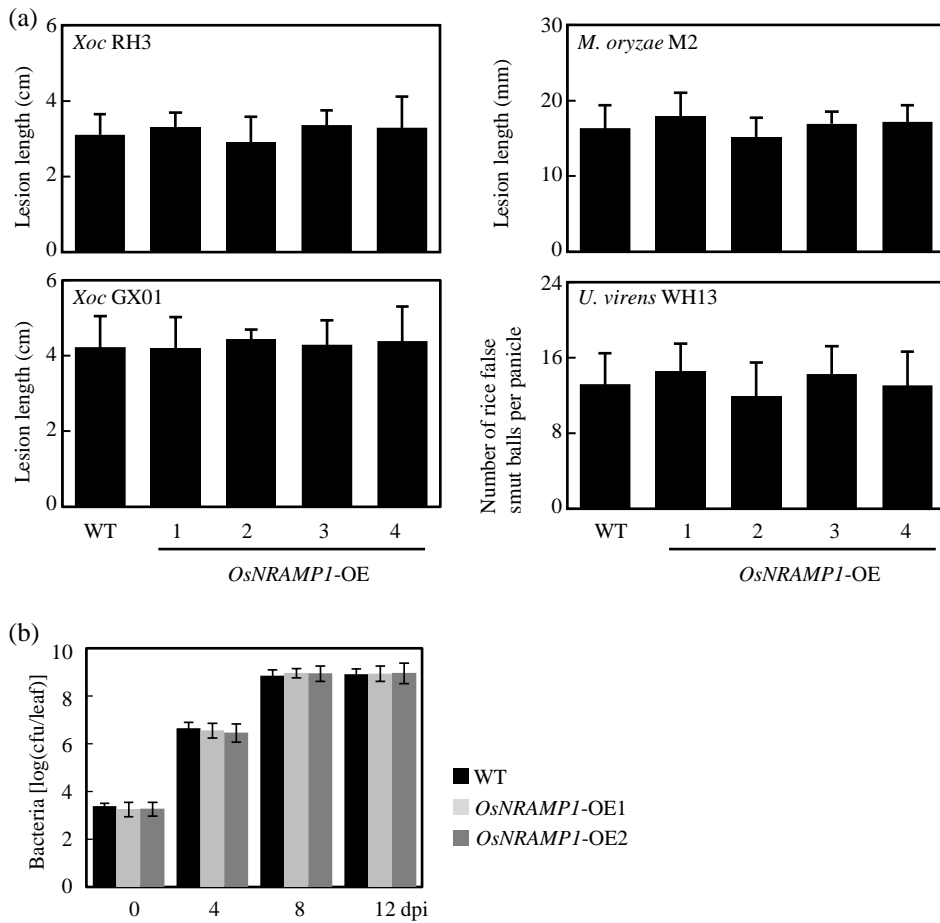 (a)
Xoc RH3
Lesion length (cm)
6
4
2
0
M. oryzae M2
Lesion length (mm)
30
20
10
0
Xoc GX01
Lesion length (cm)
6
4
2
0
WT 1 2 3 4
OsNRAMP1-OE
U. virens WH13
Number of rice false
smut balls per panicle
24
16
8
0
WT 1 2 3 4
OsNRAMP1-OE
(b)
Bacteria [log(cfu/leaf)]
10
8
6
4
2
0
0 4 8 12 dpi
WT
OsNRAMP1-OE1
OsNRAMP1-OE2